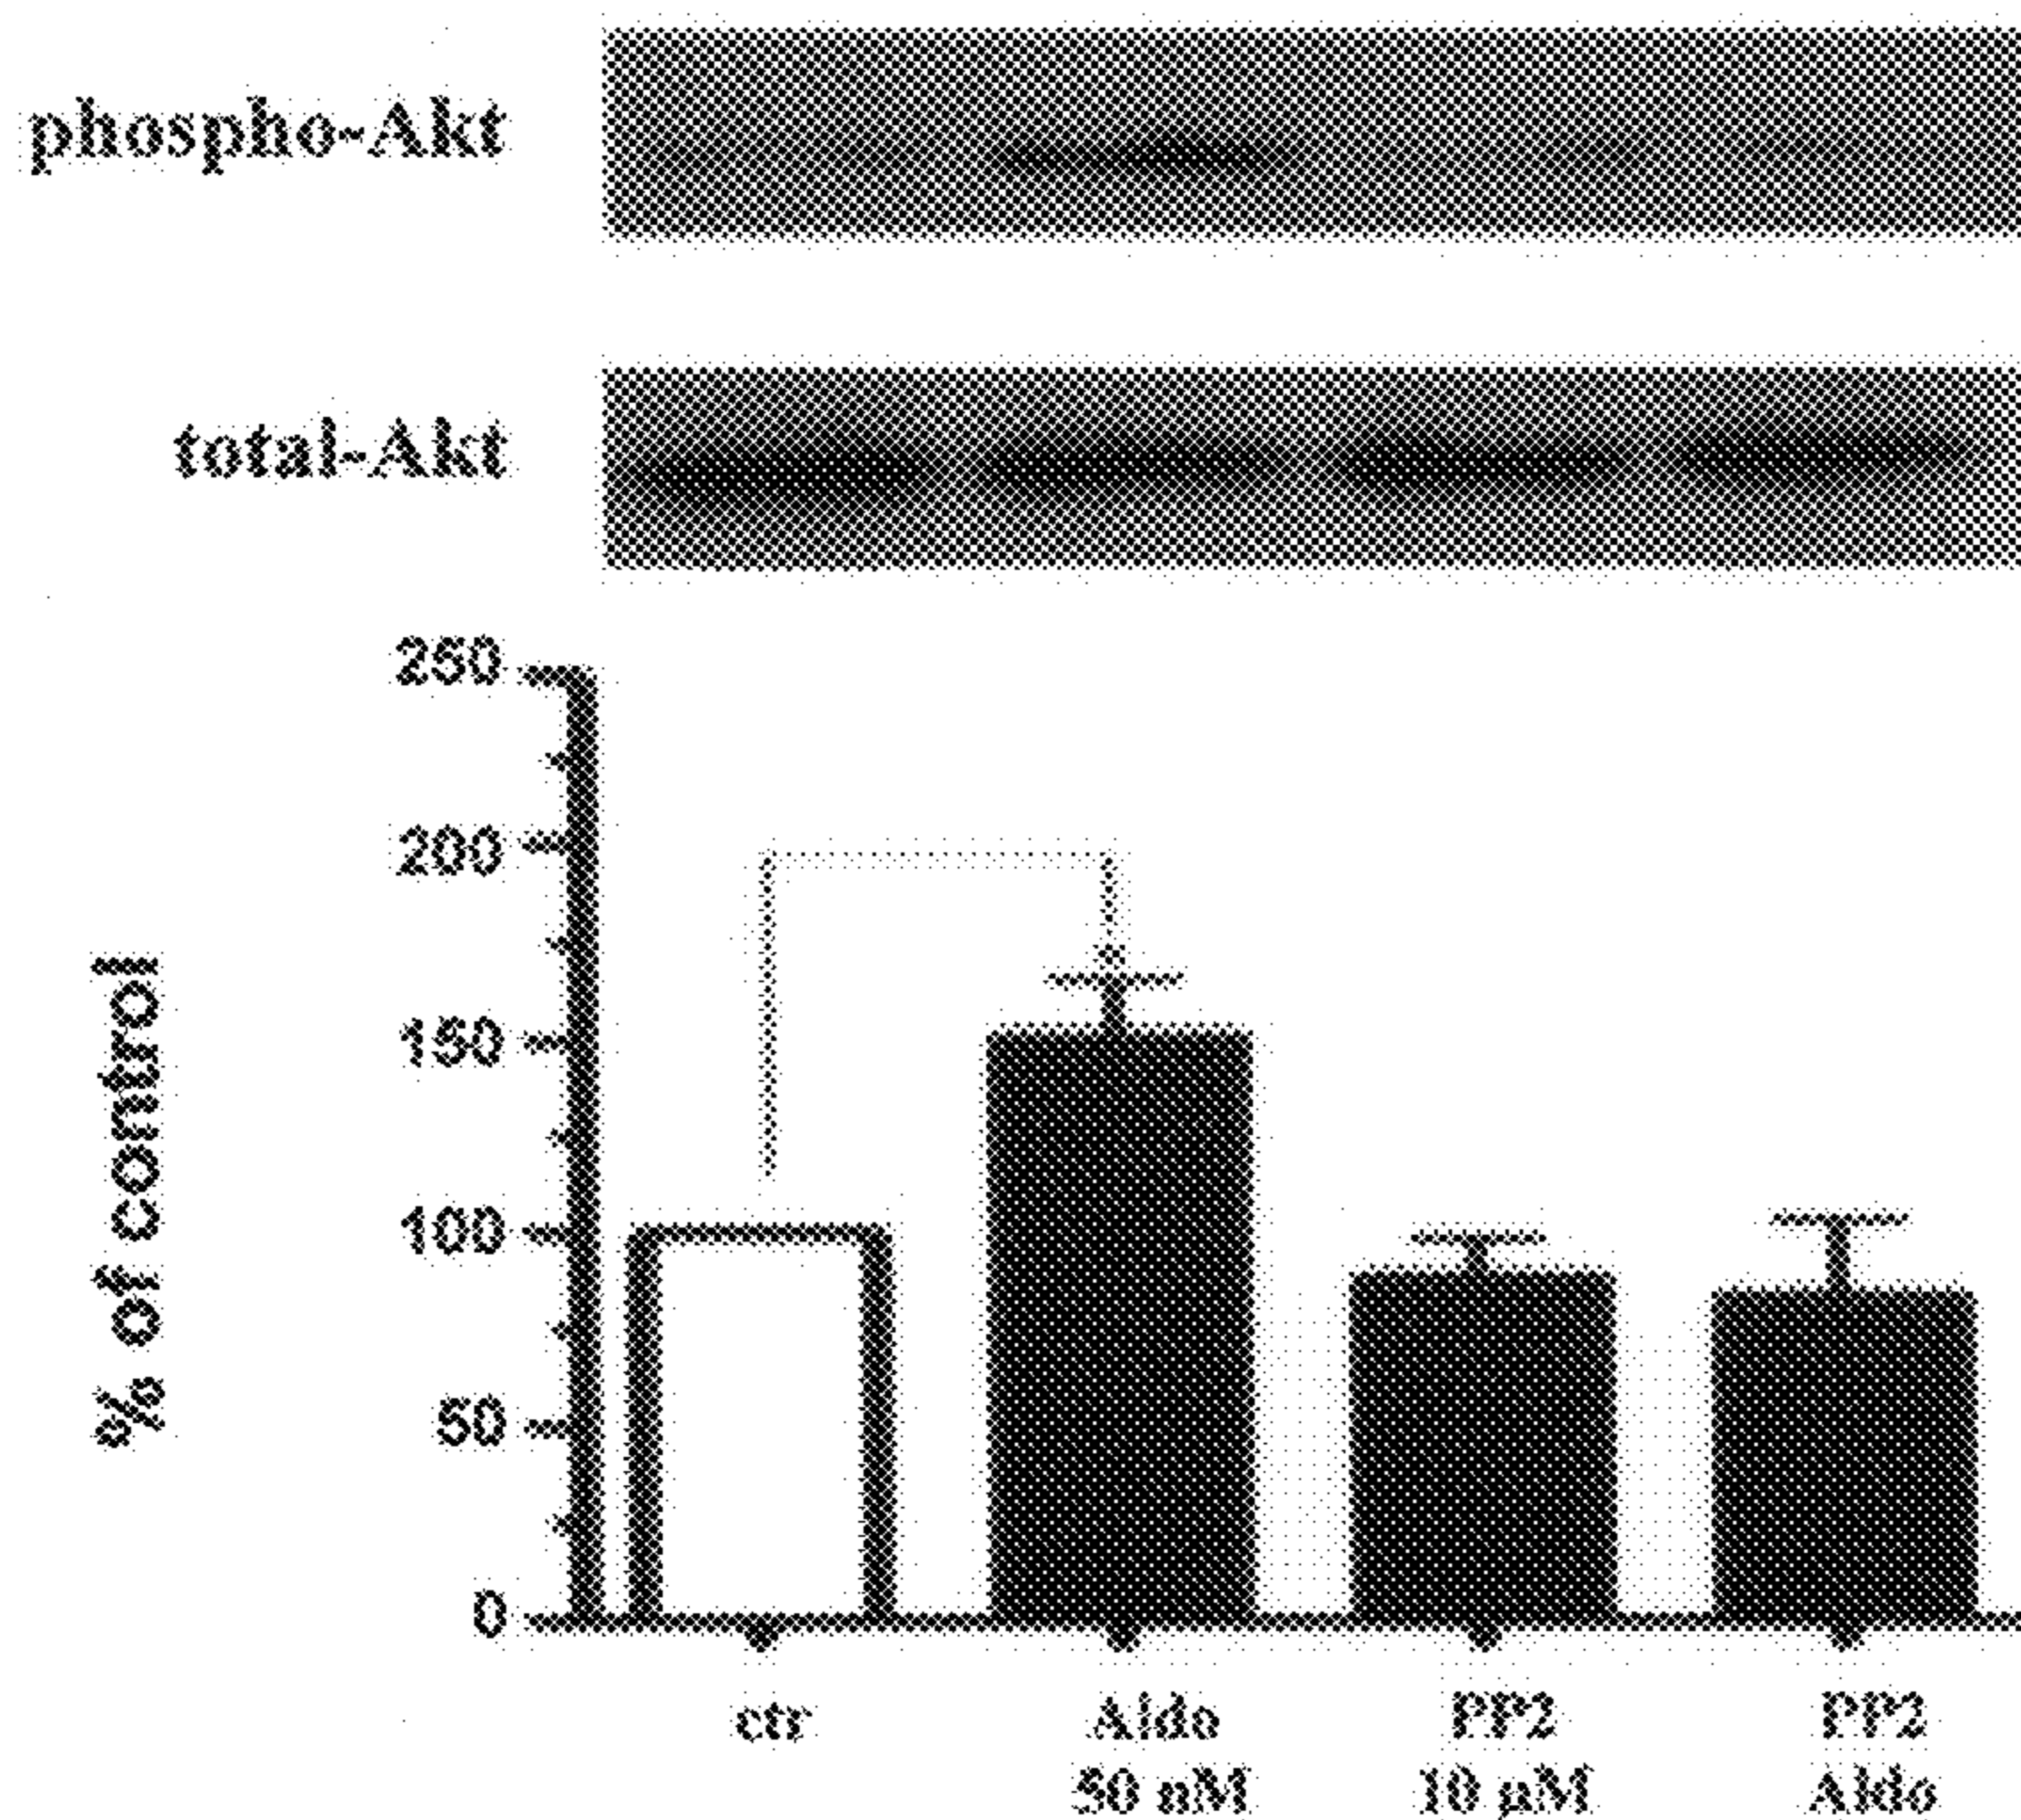 phospho-Akt
total-Akt
250
200
150
100
50
0
% of control
ctr
Aldo
50 nM
PP2
10 µM
PP2
Aldo